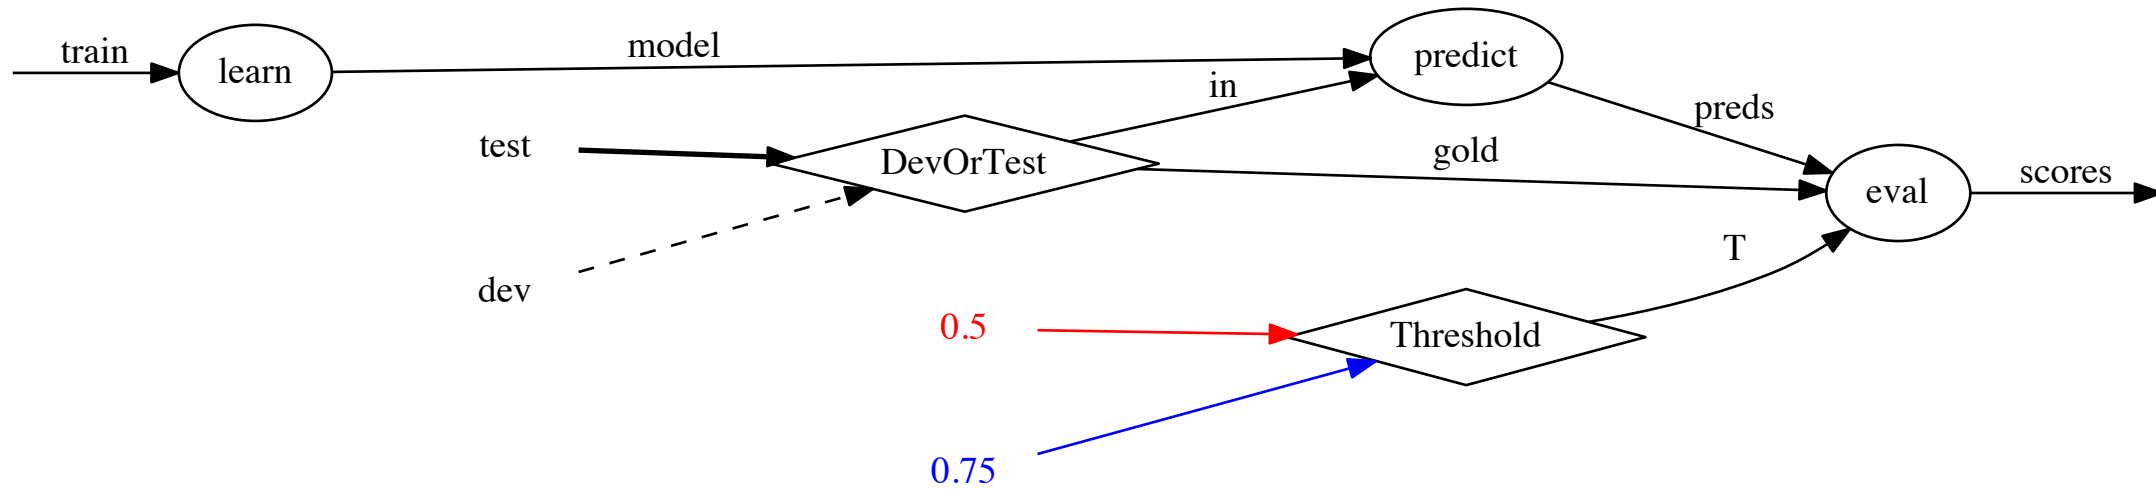 train
learn
model
predict
in
preds
test
DevOrTest
gold
eval
scores
dev
T
0.5
Threshold
0.75